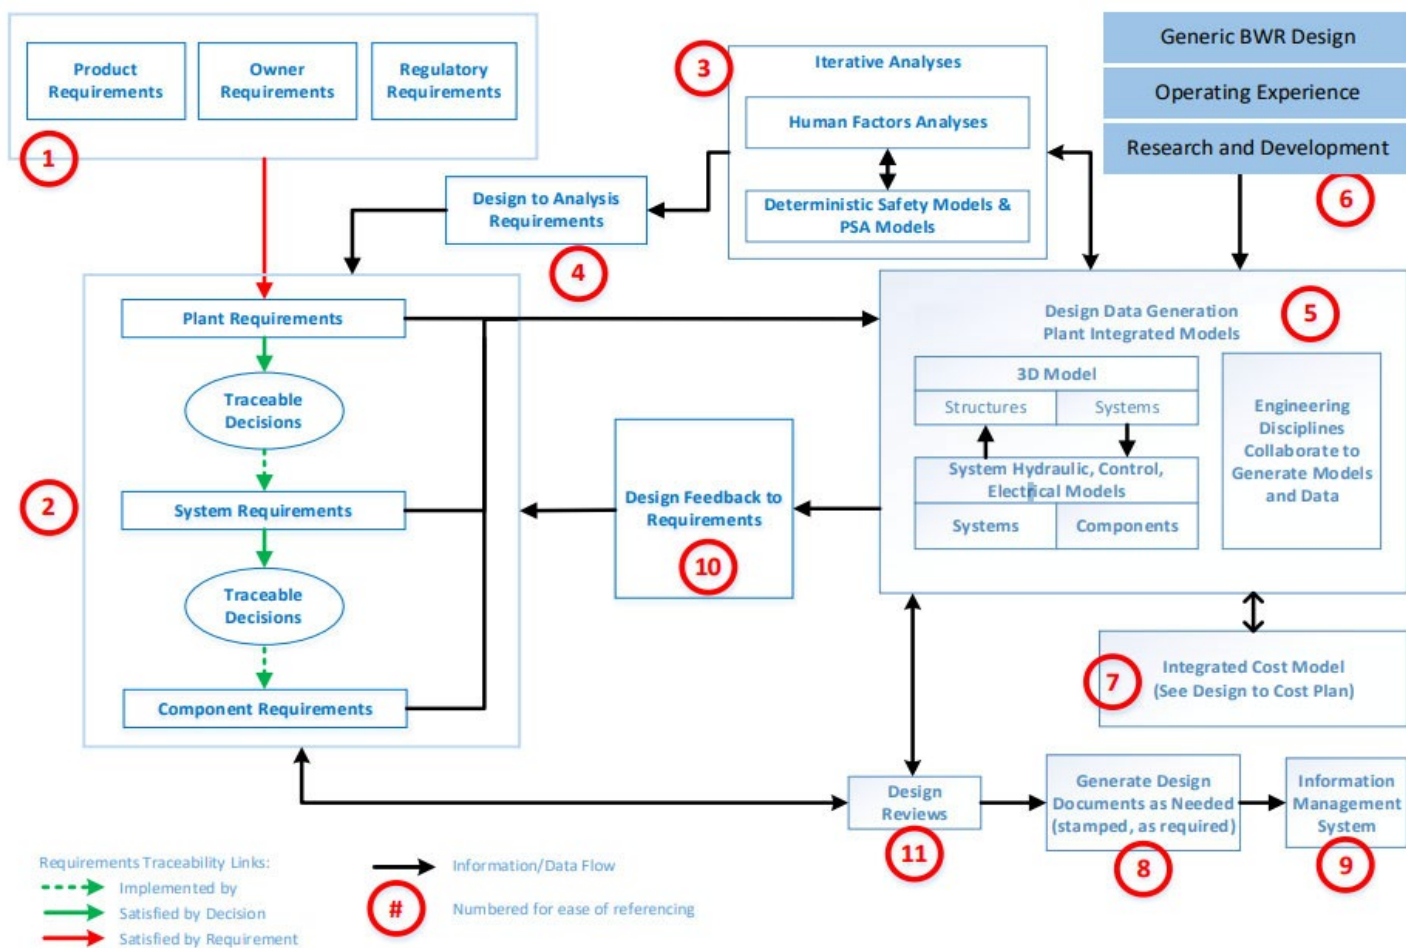 Product
Requirements
Owner
Requirements
Regulatory
Requirements
1
3
Iterative Analyses
Human Factors Analyses
Deterministic Safety Models &
PSA Models
Generic BWR Design
Operating Experience
Research and Development
6
Design to Analysis
Requirements
4
2
Plant Requirements
Traceable
Decisions
System Requirements
Traceable
Decisions
Component Requirements
Design Feedback to
Requirements
10
Design Data Generation
Plant Integrated Models
5
3D Model
Structures
Systems
System Hydraulic, Control,
Electrical Models
Systems
Components
Engineering
Disciplines
Collaborate to
Generate Models
and Data
7
Integrated Cost Model
(See Design to Cost Plan)
Design
Reviews
11
Generate Design
Documents as Needed
(stamped, as required)
8
Information
Management
System
9
Requirements Traceability Links:
Implemented by
Satisfied by Decision
Satisfied by Requirement
Information/Data Flow
#
Numbered for ease of referencing